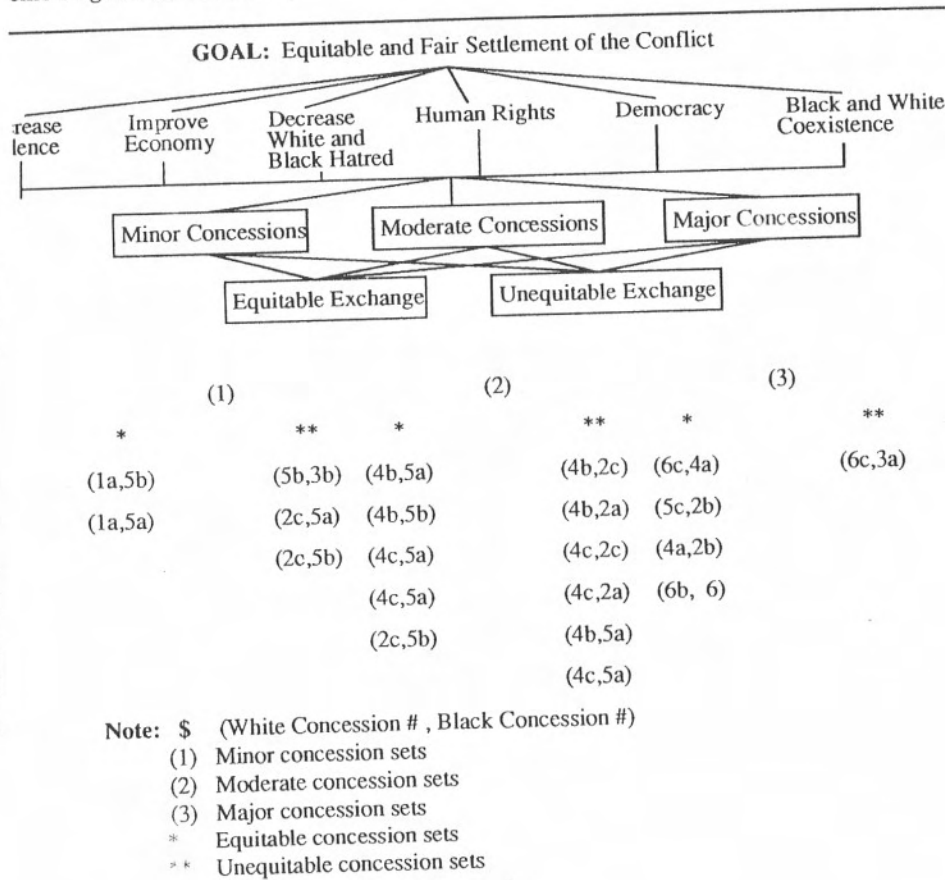 GOAL: Equitable and Fair Settlement of the Conflict
rease Improve Decrease Human Rights Democracy Black and White
lence Economy White and Coexistence
Black Hatred
Minor Concessions Moderate Concessions Major Concessions
Equitable Exchange Unequitable Exchange
(1) (2) (3)
* ** * ** * **
(1a,5b) (5b,3b) (4b,5a) (4b,2c) (6c,4a) (6c,3a)
(1a,5a) (2c,5a) (4b,5b) (4b,2a) (5c,2b)
(2c,5b) (4c,5a) (4c,2c) (4a,2b)
(4c,5a) (4c,2a) (6b, 6)
(2c,5b) (4b,5a)
(4c,5a)
Note: $ (White Concession # , Black Concession #)
(1) Minor concession sets
(2) Moderate concession sets
(3) Major concession sets
* Equitable concession sets
** Unequitable concession sets